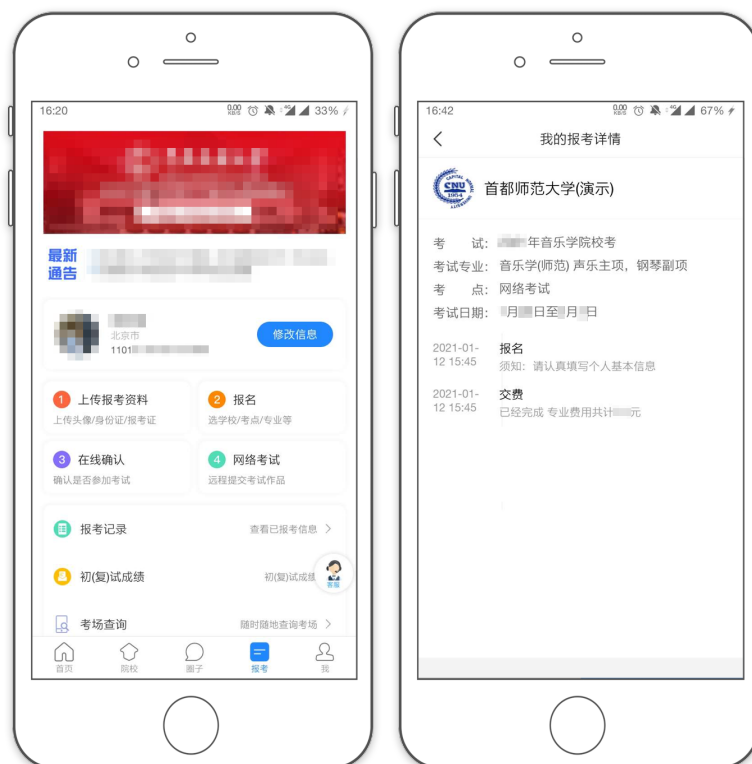 16:20
0.00
KB/S
4G
33%
最新
通告
北京市
1101
修改信息
1 上传报考资料
上传头像/身份证/报考证
2 报名
选学校/考点/专业等
3 在线确认
确认是否参加考试
4 网络考试
远程提交考试作品
报考记录
查看已报考信息
初(复)试成绩
初(复)试成绩
客服
考场查询
随时随地查询考场
首页
院校
圈子
报考
我
16:42
0.00
KB/S
4G
67%
我的报考详情
CAPITAL NORMAL
UNIVERSITY
CNU
1954
首都师范大学(演示)
考 试: 年音乐学院校考
考试专业: 音乐学(师范) 声乐主项, 钢琴副项
考 点: 网络考试
考试日期: 月 日至 月 日
2021-01-
12 15:45
报名
须知: 请认真填写个人基本信息
2021-01-
12 15:45
交费
已经完成 专业费用共计 元